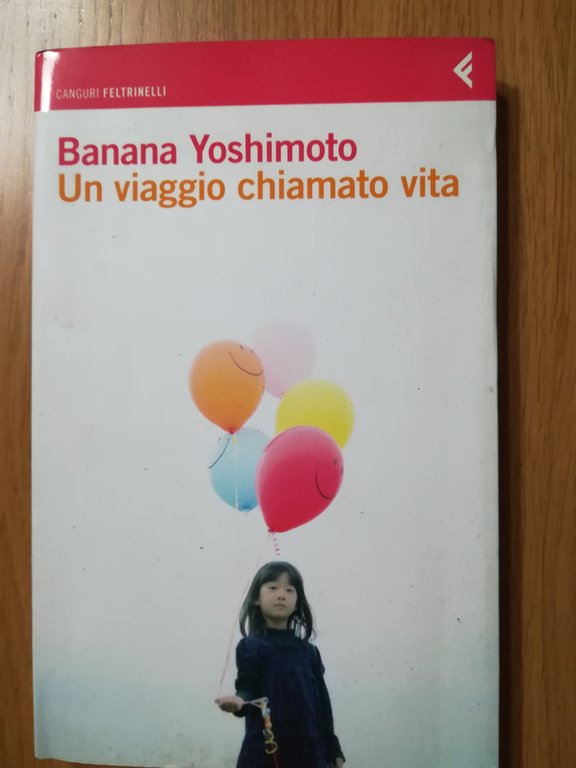 CANGURI FELTRINELLI
Banana Yoshimoto
Un viaggio chiamato vita